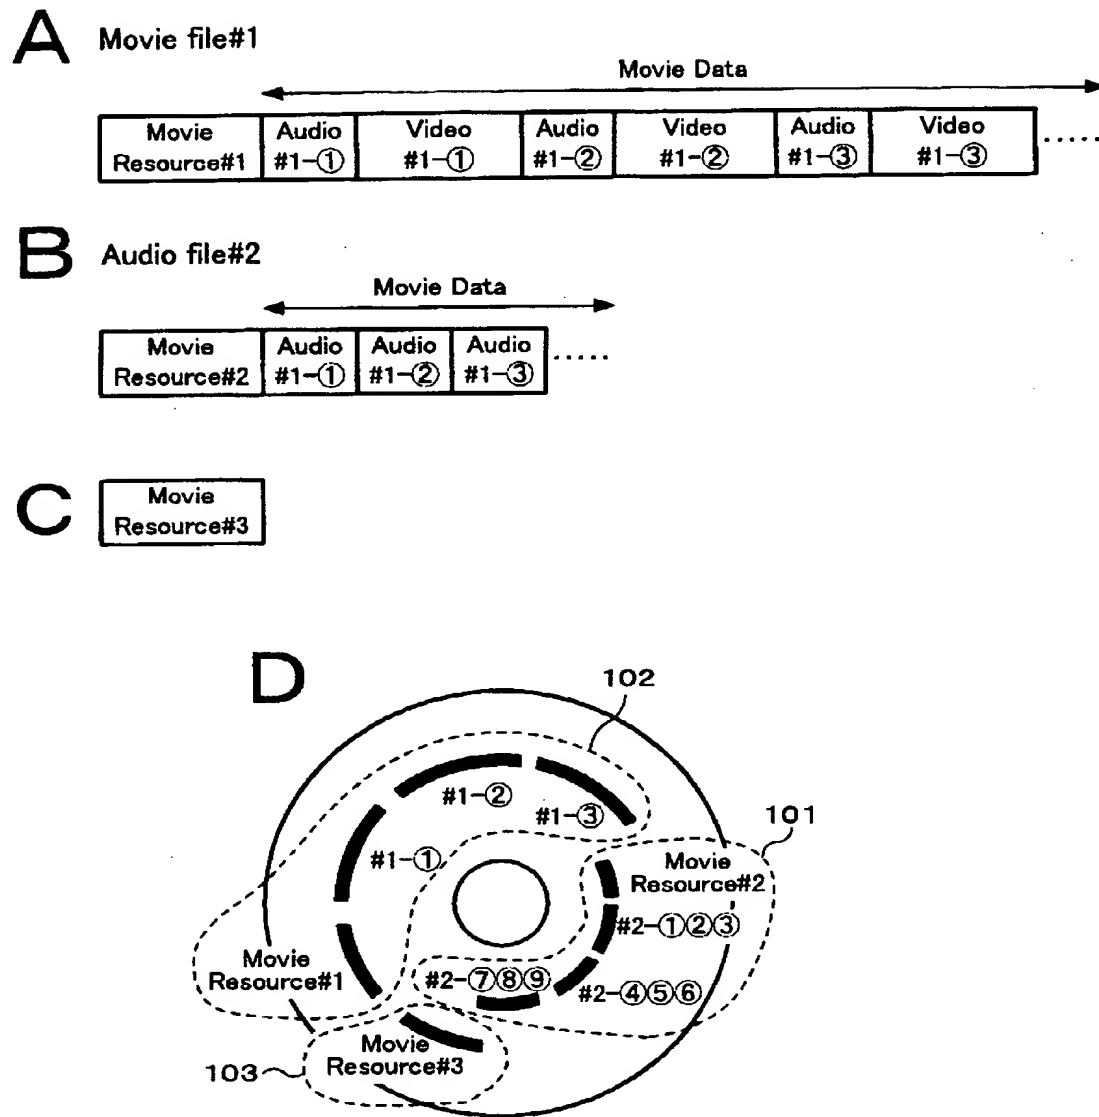 A Movie file#1
Movie Data
Movie Resource#1
Audio #1-①
Video #1-①
Audio #1-②
Video #1-②
Audio #1-③
Video #1-③
.....
B Audio file#2
Movie Data
Movie Resource#2
Audio #1-①
Audio #1-②
Audio #1-③
.....
C
Movie Resource#3
D
102
#1-②
#1-③
101
#1-①
Movie
Resource#2
#2-①②③
Movie
Resource#1
#2-⑦⑧⑨
#2-④⑤⑥
Movie
Resource#3
103